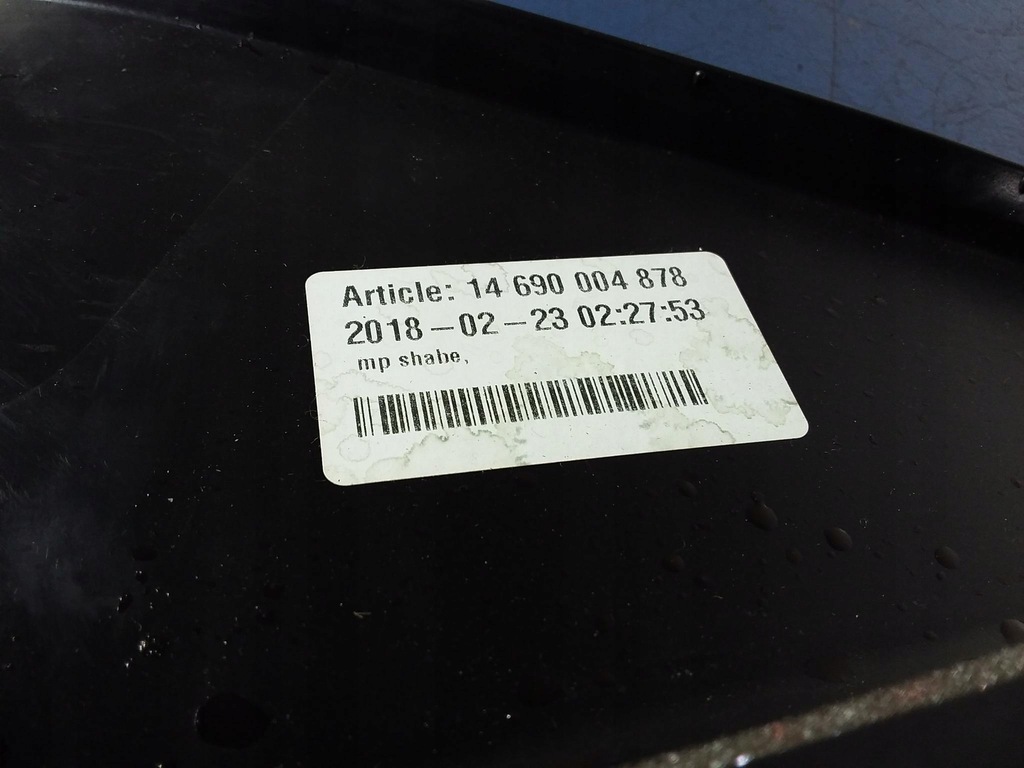 Article: 14 690 004 878
2018-02-23 02:27:53
mp shabe,